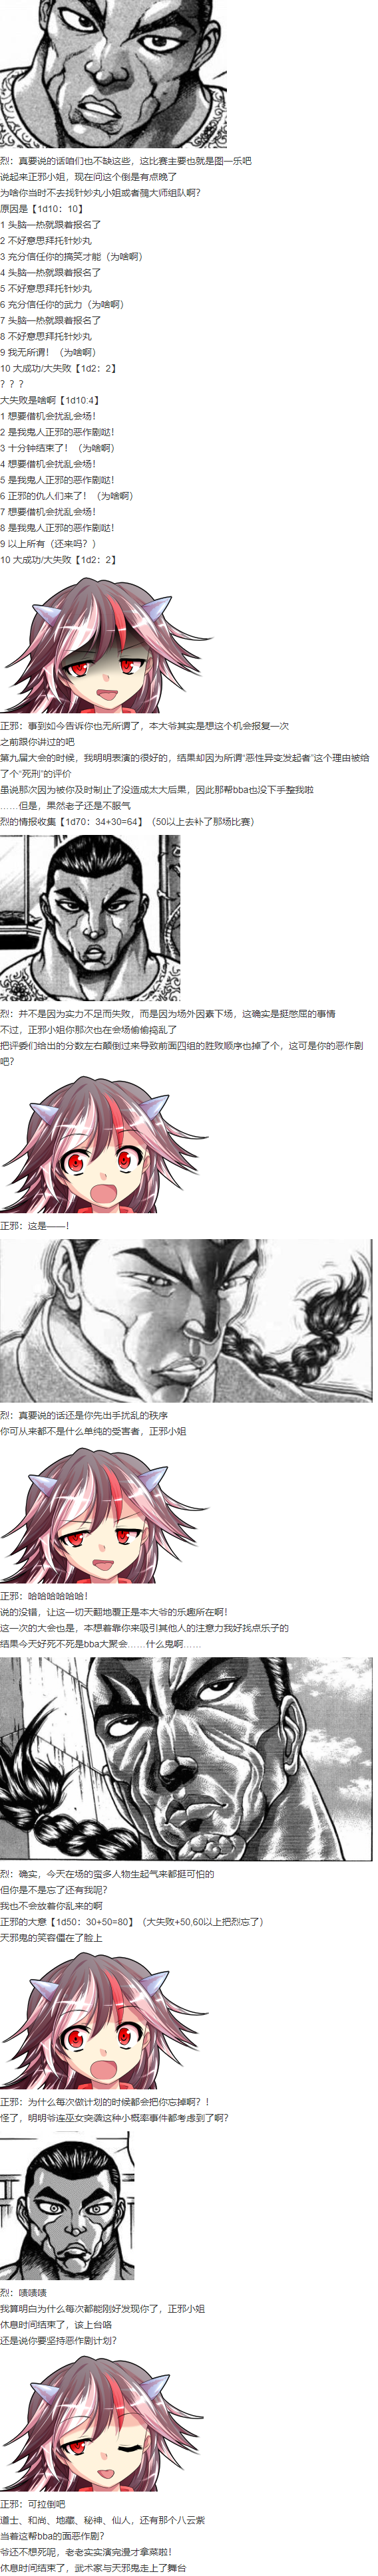 烈：真要说的话咱们也不缺这些，这比赛主要也就是图一乐吧
说起来正邪小姐，现在问这个倒是有点晚了
为啥你当时不去找针妙丸小姐或者霍大师组队啊？
原因是【1d10：10】
1 头脑一热就跟着报名了
2 不好意思拜托针妙丸
3 充分信任你的搞笑才能（为啥啊）
4 头脑一热就跟着报名了
5 不好意思拜托针妙丸
6 充分信任你的武力（为啥啊）
7 头脑一热就跟着报名了
8 不好意思拜托针妙丸
9 我无所谓！（为啥啊）
10 大成功/大失败【1d2：2】
？？？
大失败是啥啊【1d10:4】
1 想要借机会扰乱会场！
2 是我鬼人正邪的恶作剧哒！
3 十分钟结束了！（为啥啊）
4 想要借机会扰乱会场！
5 是我鬼人正邪的恶作剧哒！
6 正邪的仇人们来了！（为啥啊）
7 想要借机会扰乱会场！
8 是我鬼人正邪的恶作剧哒！
9 以上所有（还来吗？）
10 大成功/大失败【1d2：2】
正邪：事到如今告诉你也无所谓了，本大爷其实是想这个机会报复一次
之前跟你讲过的吧
第九届大会的时候，我明明表演的很好的，结果却因为所谓“恶性异变发起者”这个理由被给
了个“死刑”的评价
虽说那次因为被你及时制止了没造成太大后果，因此那帮bba也没下手整我啦
……但是，果然老子还是不服气
烈的情报收集【1d70：34+30=64】（50以上去补了那场比赛）
烈：并不是因为实力不足而失败，而是因为场外因素下场，这确实是挺憋屈的事情
不过，正邪小姐你那次也在会场偷偷捣乱了
把评委们给出的分数左右颠倒过来导致前面四组的胜败顺序也掉了个，这可是你的恶作剧
吧？
正邪：这是——！
烈：真要说的话还是你先出手扰乱的秩序
你可从来都不是什么单纯的受害者，正邪小姐
正邪：哈哈哈哈哈哈！
说的没错，让这一切天翻地覆正是本大爷的乐趣所在啊！
这一次的大会也是，本想着靠你来吸引其他人的注意力我好找点乐子的
结果今天好死不死是bba大聚会……什么鬼啊……
烈：确实，今天在场的蛮多人物生起气来都挺可怕的
但你是不是忘了还有我呢？
我也不会放着你乱来的啊
正邪的大意【1d50：30+50=80】（大失败+50,60以上把烈忘了）
天邪鬼的笑容僵在了脸上
正邪：为什么每次做计划的时候都会把你忘掉啊？！
怪了，明明爷连巫女突袭这种小概率事件都考虑到了啊？
烈：啧啧啧
我算明白为什么每次都能刚好发现你了，正邪小姐
休息时间结束了，该上台咯
还是说你要坚持恶作剧计划？
正邪：可拉倒吧
道士、和尚、地藏、秘神、仙人，还有那个八云紫
当着这帮bba的面恶作剧？
爷还不想死呢，老老实实演完漫才拿菜啦！
休息时间结束了，武术家与天邪鬼走上了舞台